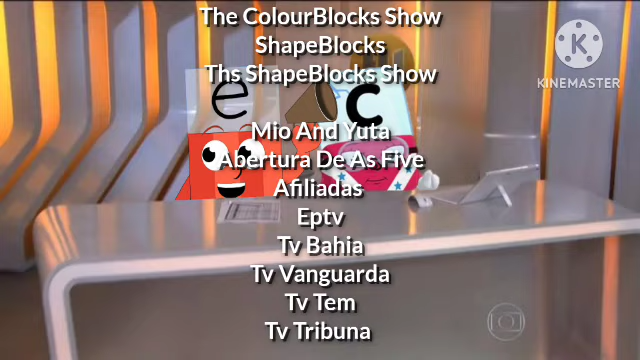 The ColourBlocks Show
ShapeBlocks
Ths ShapeBlocks Show
KINEMASTER
e
c
Mio And Yuta
Abertura De As Five
Afiliadas
Eptv
Tv Bahia
Tv Vanguarda
Tv Tem
Tv Tribuna